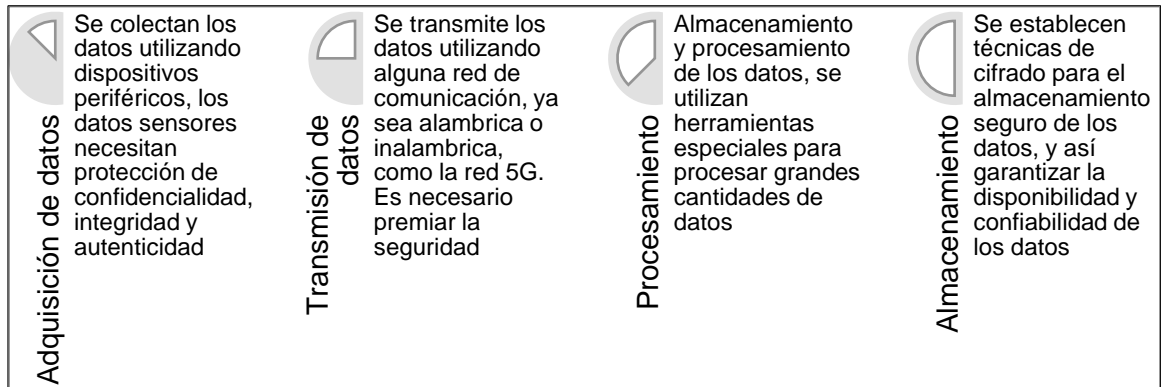 Adquisición de datos
Se colectan los
datos utilizando
dispositivos
periféricos, los
datos sensores
necesitan
protección de
confidencialidad,
integridad y
autenticidad
Transmisión de
datos
Se transmite los
datos utilizando
alguna red de
comunicación, ya
sea alambrica o
inalambrica,
como la red 5G.
Es necesario
premiar la
seguridad
Procesamiento
Almacenamiento
y procesamiento
de los datos, se
utilizan
herramientas
especiales para
procesar grandes
cantidades de
datos
Almacenamiento
Se establecen
técnicas de
cifrado para el
almacenamiento
seguro de los
datos, y así
garantizar la
disponibilidad y
confiabilidad de
los datos